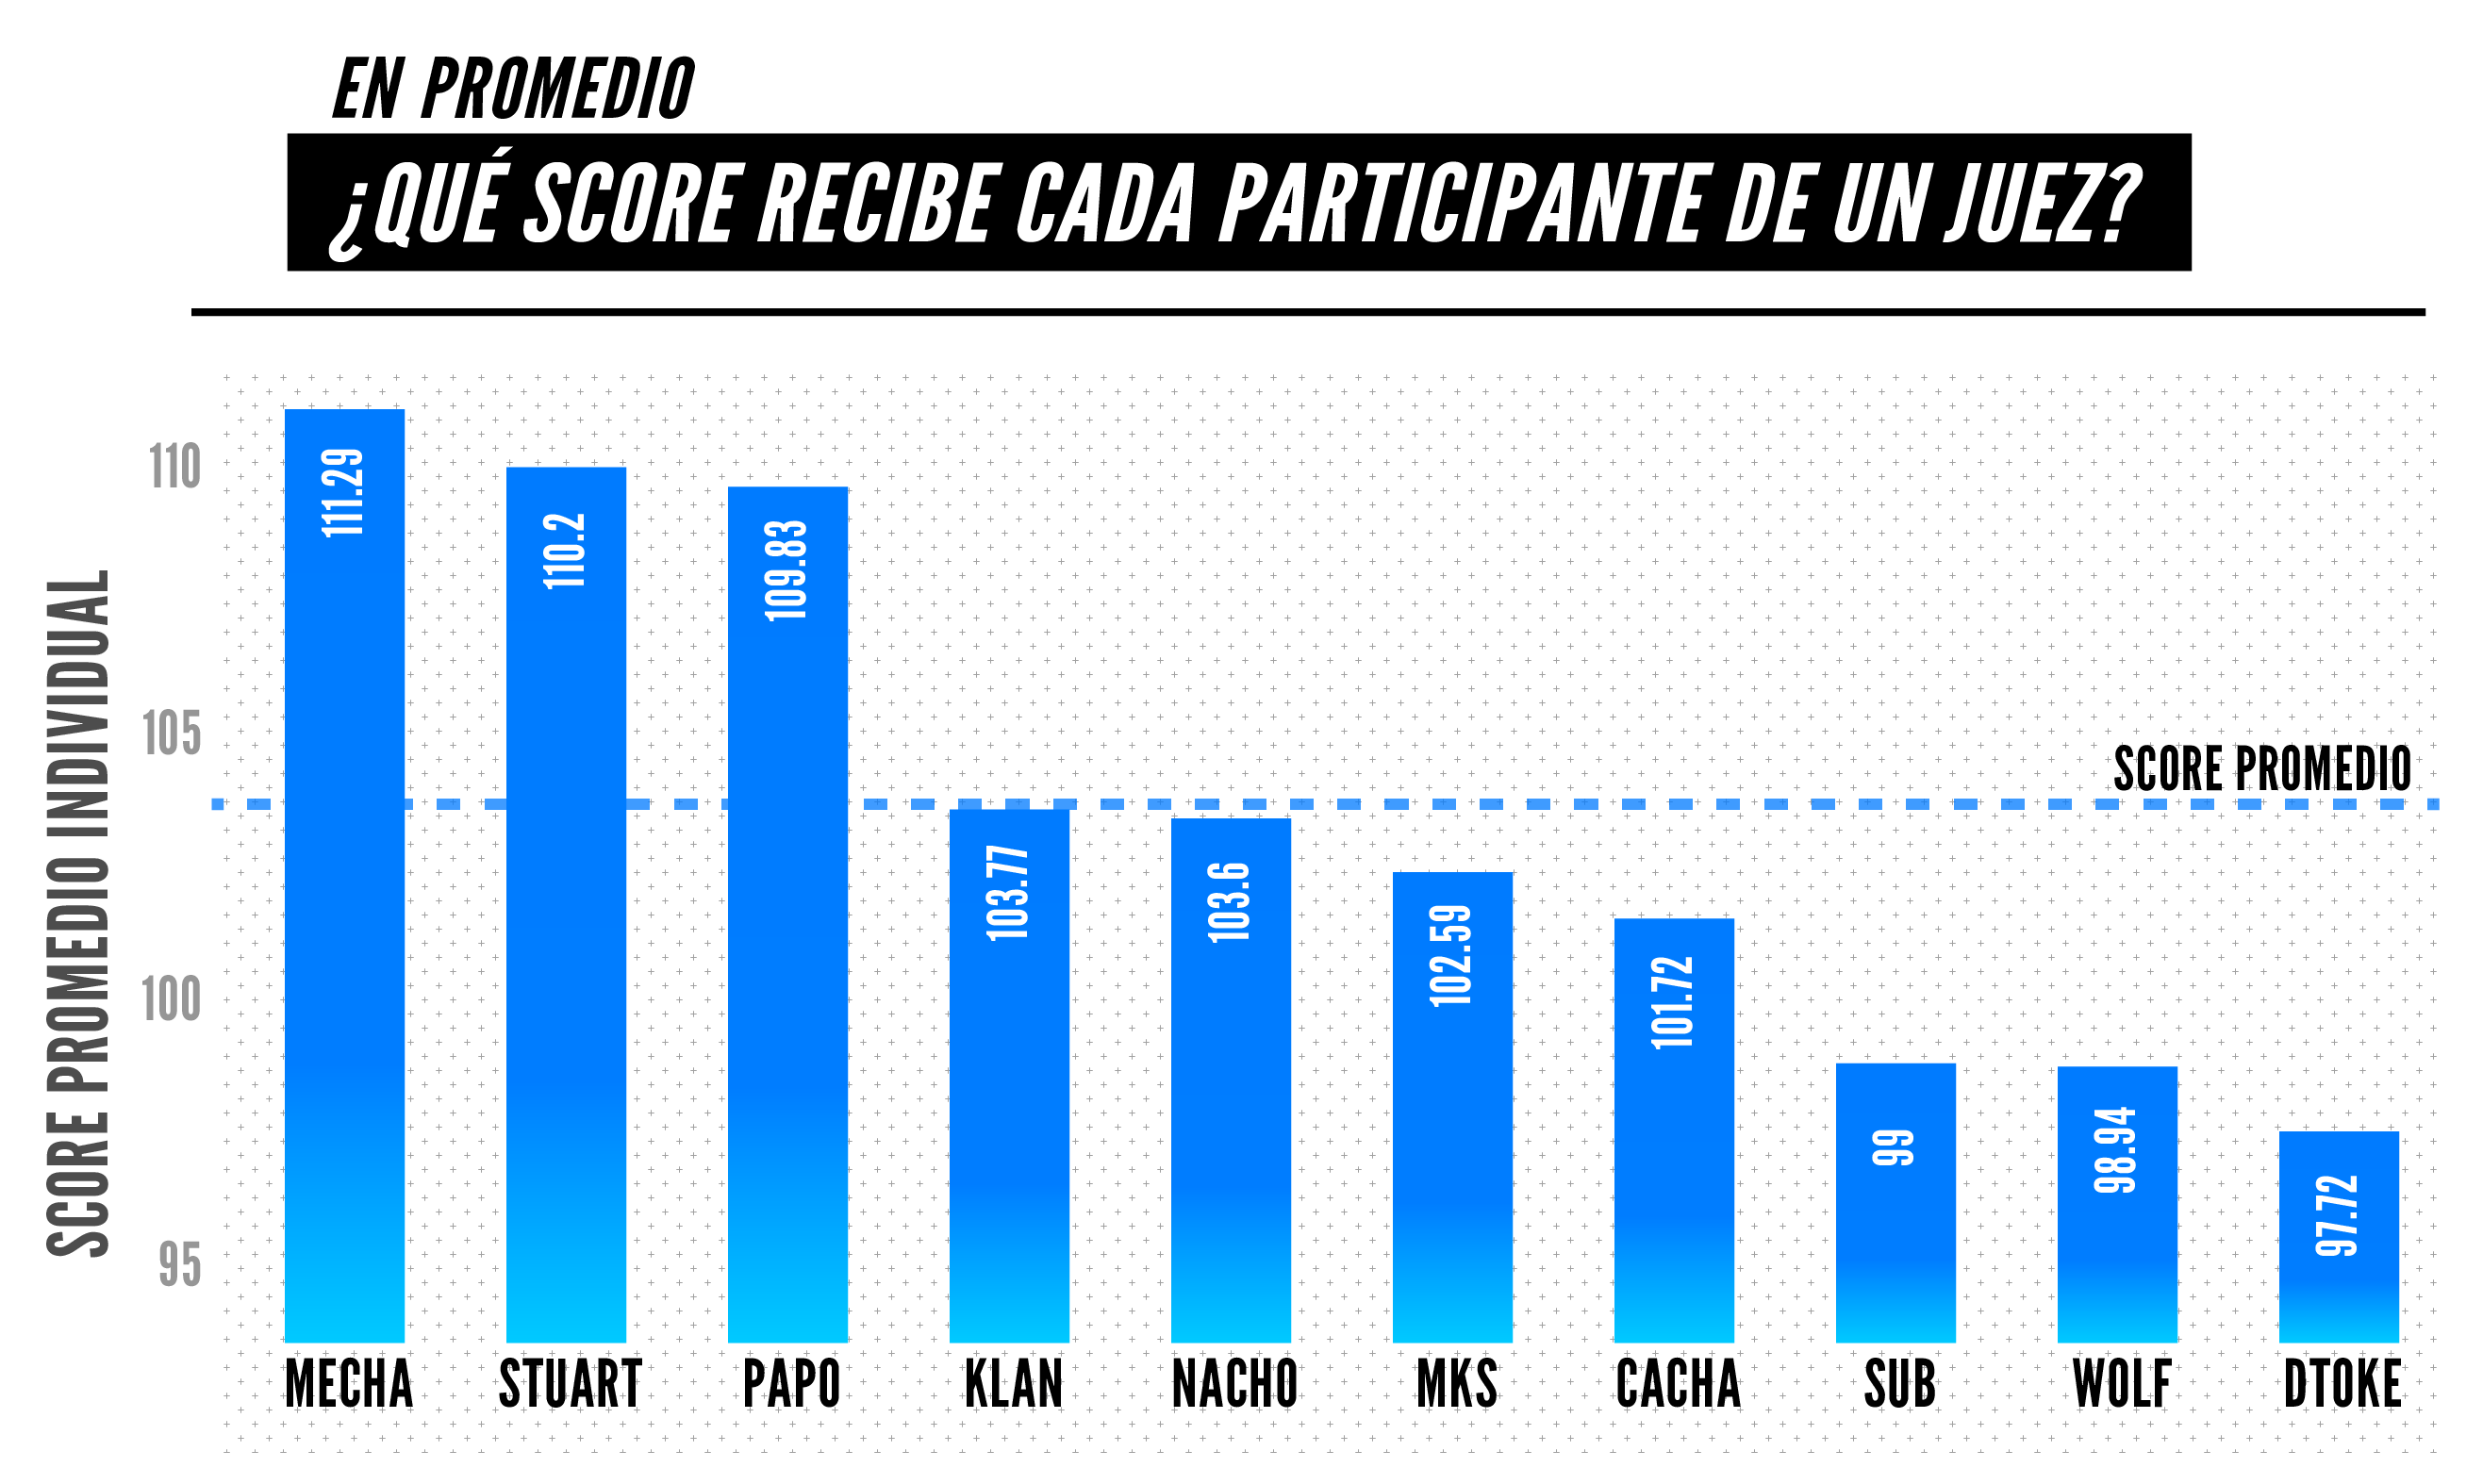 EN PROMEDIO
¿QUÉ SCORE RECIBE CADA PARTICIPANTE DE UN JUEZ?
SCORE PROMEDIO INDIVIDUAL
110
105
100
95
SCORE PROMEDIO
111.29
110.2
109.83
103.77
103.6
102.59
101.72
99
98.94
97.72
MECHA STUART PAPO KLAN NACHO MKS CACHA SUB WOLF DTOKE